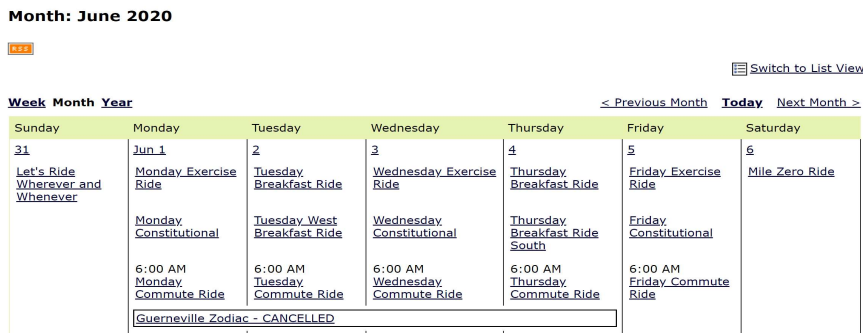 Month: June 2020
RSS
Switch to List View
Week Month Year
< Previous Month Today Next Month >
Sunday Monday Tuesday Wednesday Thursday Friday Saturday
31 Jun 1 2 3 4 5 6
Let's Ride
Wherever and
Whenever
Monday Exercise
Ride
Monday
Constitutional
6:00 AM
Monday
Commute Ride
Tuesday
Breakfast Ride
Tuesday West
Breakfast Ride
6:00 AM
Tuesday
Commute Ride
Wednesday Exercise
Ride
Wednesday
Constitutional
6:00 AM
Wednesday
Commute Ride
Thursday
Breakfast Ride
Thursday
Breakfast Ride
South
6:00 AM
Thursday
Commute Ride
Friday Exercise
Ride
Friday
Constitutional
6:00 AM
Friday Commute
Ride
Mile Zero Ride
Guerneville Zodiac - CANCELLED